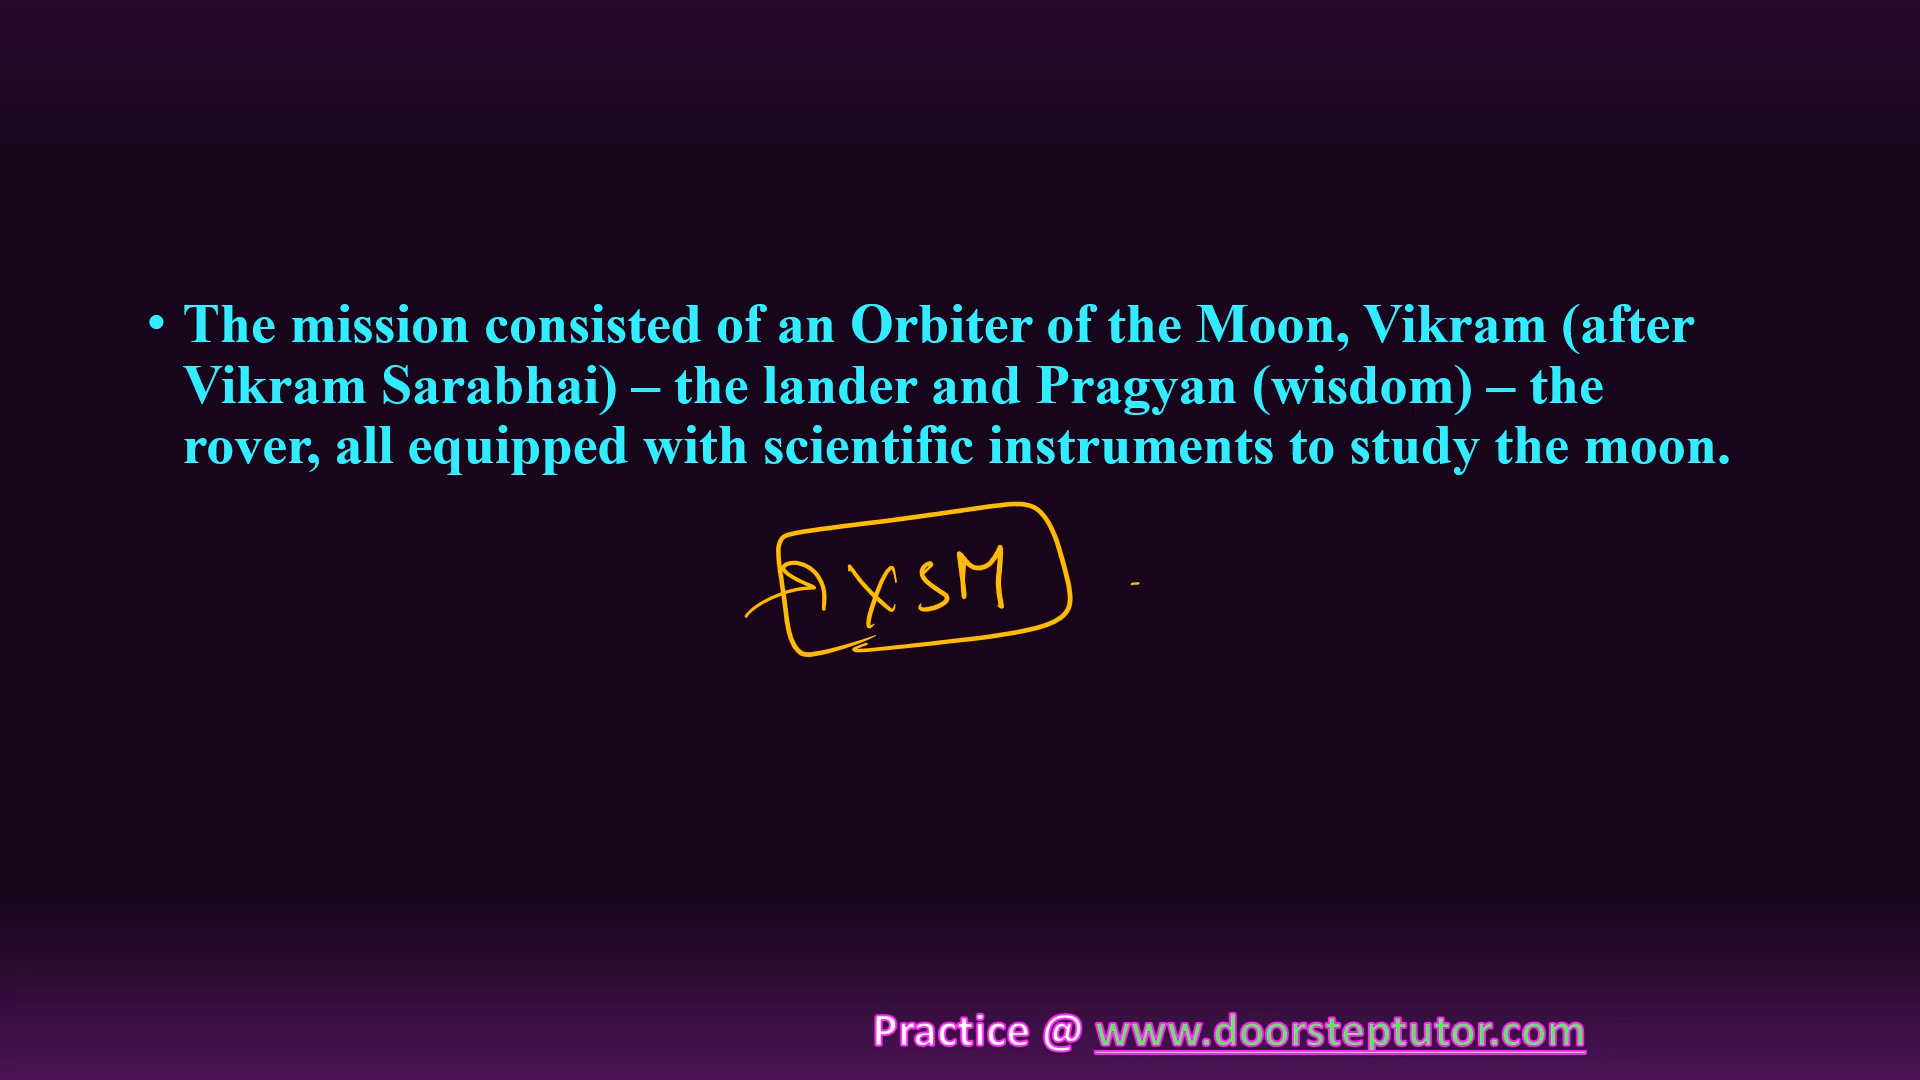 • The mission consisted of an Orbiter of the Moon, Vikram (after
Vikram Sarabhai) – the lander and Pragyan (wisdom) – the
rover, all equipped with scientific instruments to study the moon.
XSM
Practice @ www.doorsteptutor.com